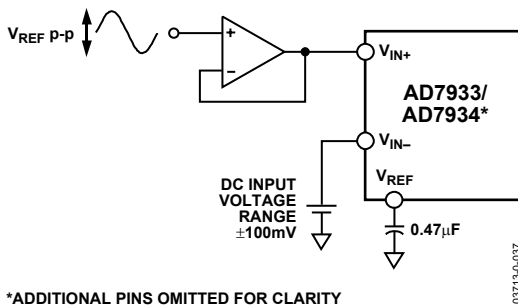 VREF p-p
+
−
VIN+
AD7933/
AD7934*
VIN−
VREF
DC INPUT
VOLTAGE
RANGE
±100mV
0.47µF
*ADDITIONAL PINS OMITTED FOR CLARITY
03713-0-037